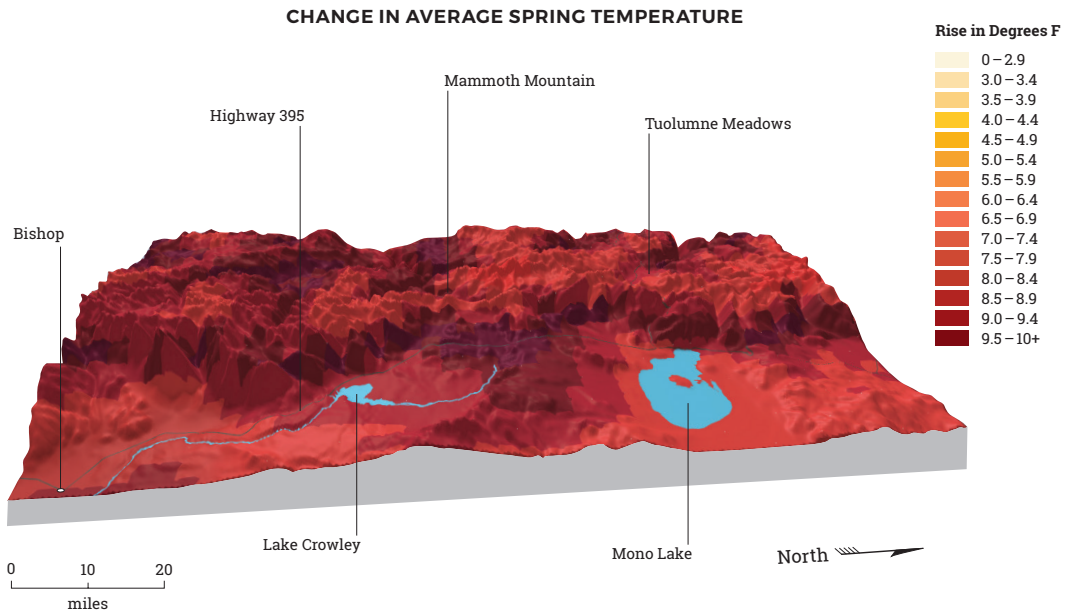 CHANGE IN AVERAGE SPRING TEMPERATURE
Rise in Degrees F
0 – 2.9
3.0 – 3.4
3.5 – 3.9
4.0 – 4.4
4.5 – 4.9
5.0 – 5.4
5.5 – 5.9
6.0 – 6.4
6.5 – 6.9
7.0 – 7.4
7.5 – 7.9
8.0 – 8.4
8.5 – 8.9
9.0 – 9.4
9.5 – 10+
Mammoth Mountain
Highway 395
Tuolumne Meadows
Bishop
Lake Crowley
Mono Lake
North
0 10 20
miles